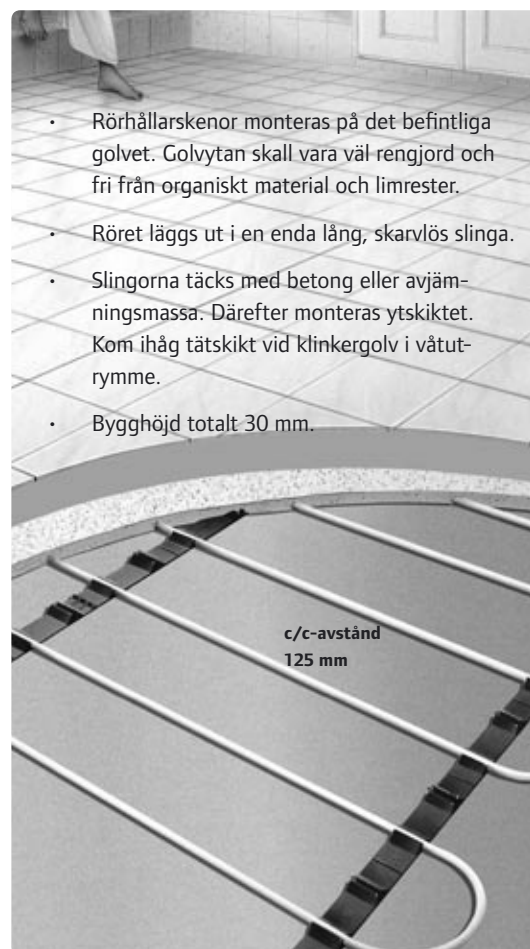 · Rörhållarskenor monteras på det befintliga
golvet. Golvytan skall vara väl rengjord och
fri från organiskt material och limrester.
· Röret läggs ut i en enda lång, skarvlös slinga.
· Slingorna täcks med betong eller avjäm-
ningsmassa. Därefter monteras ytskiktet.
Kom ihåg tätskikt vid klinkergolv i våtut-
rymme.
· Bygghöjd totalt 30 mm.
c/c-avstånd
125 mm